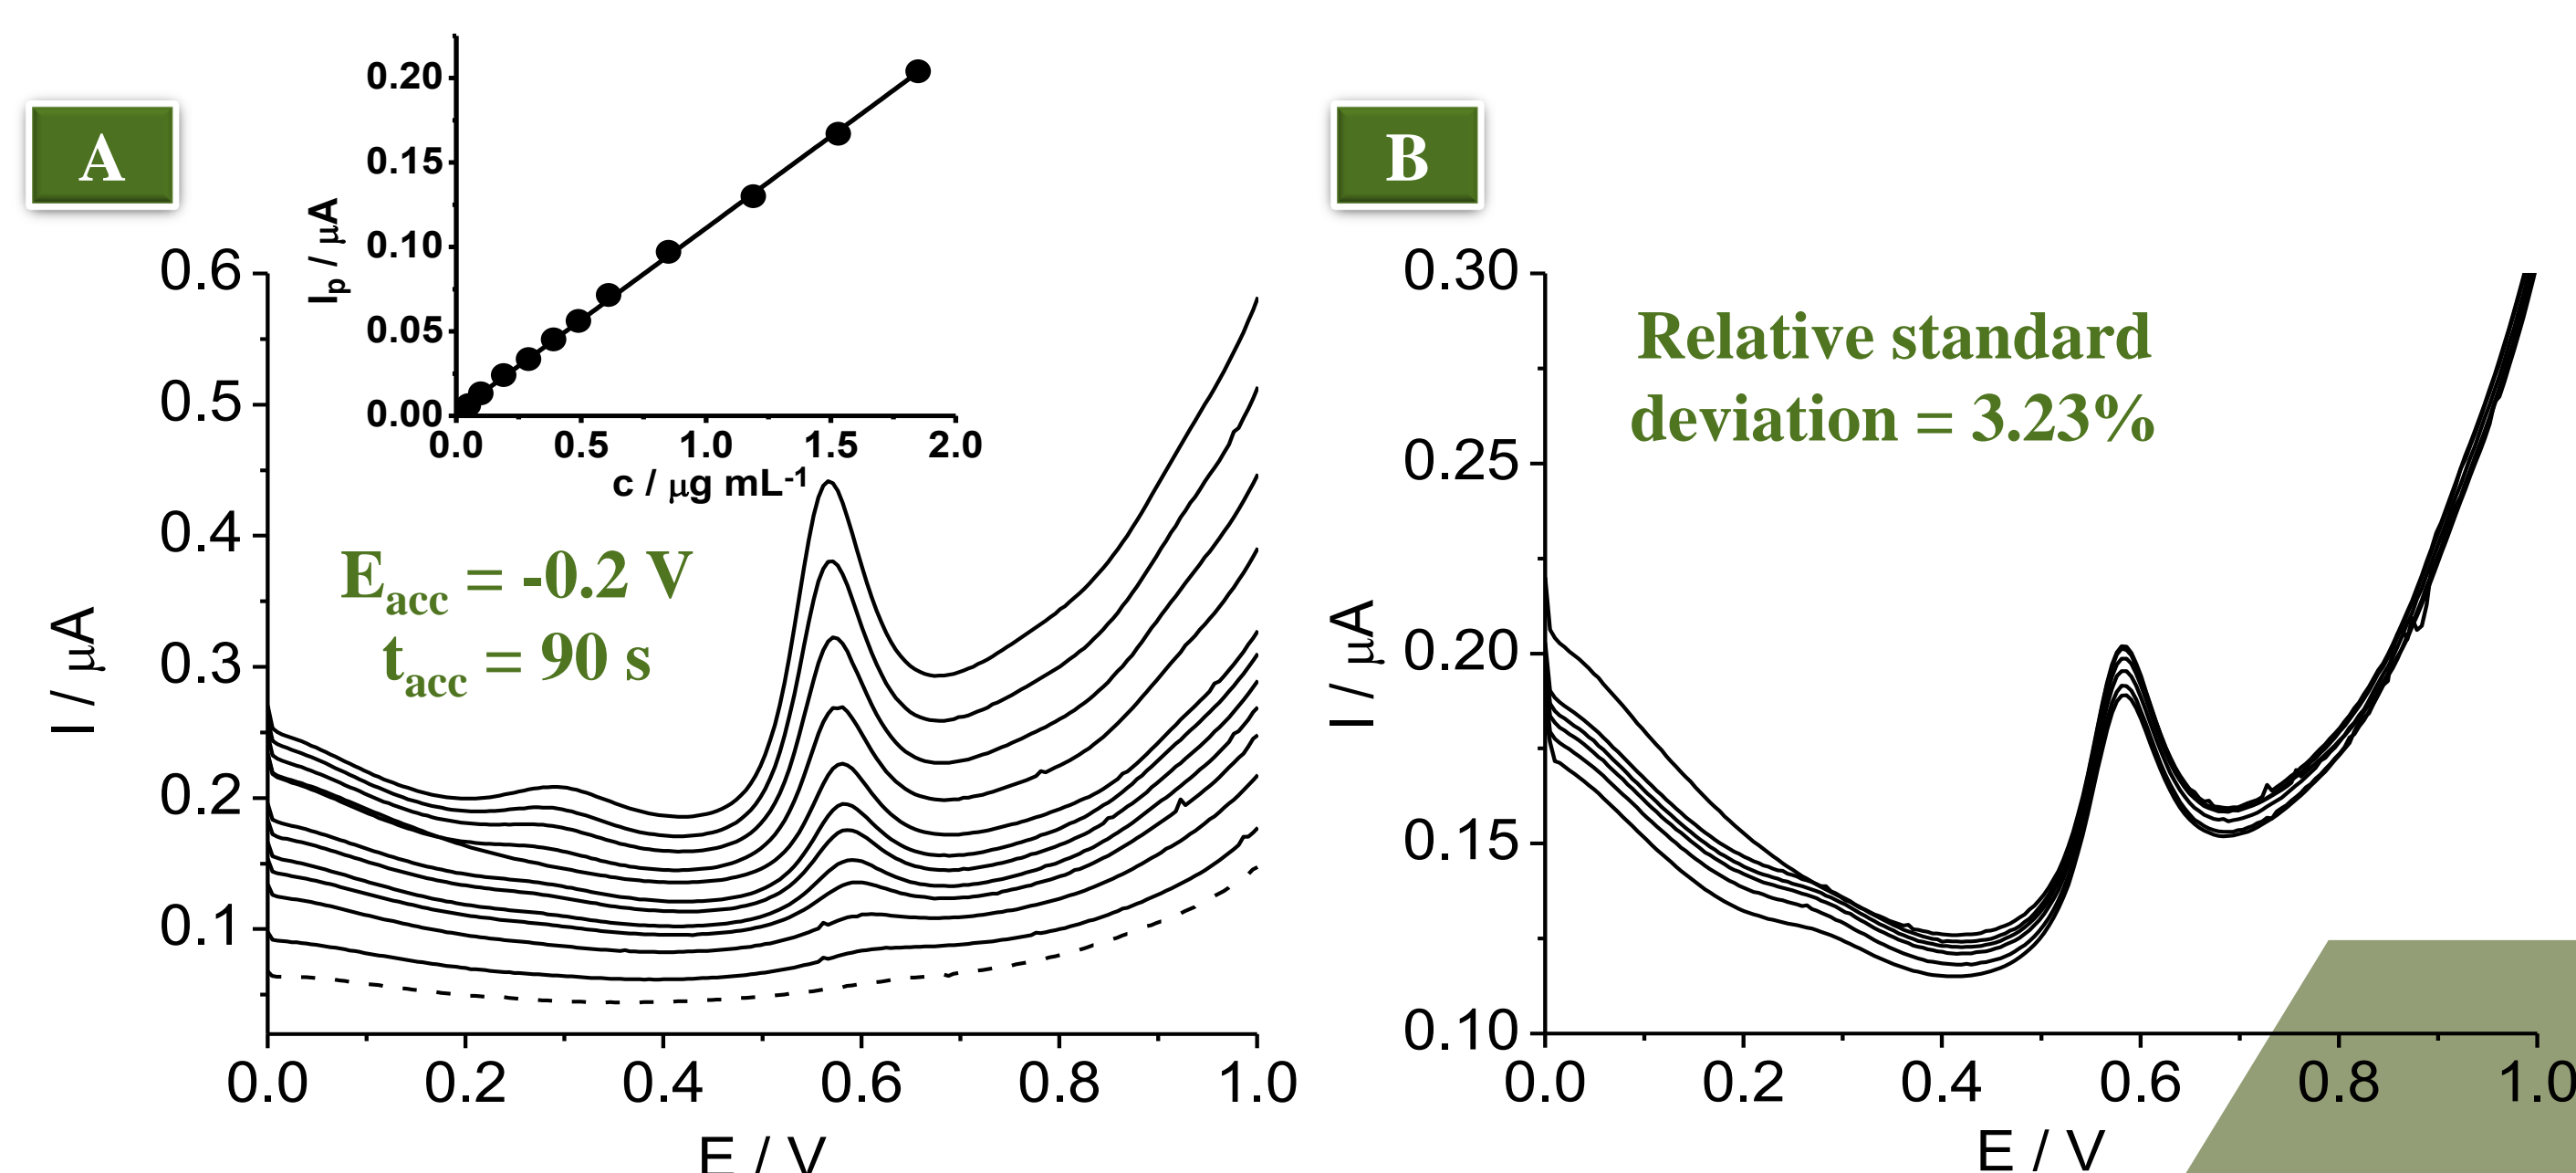 A
0.20
0.15
0.10
0.05
0.00
0.0 0.5 1.0 1.5 2.0
Ip / μA
c / μg mL-1
0.6
0.5
0.4
0.3
0.2
0.1
I / μA
Eacc = -0.2 V
tacc = 90 s
0.0 0.2 0.4 0.6 0.8 1.0
E / V
B
0.30
0.25
0.20
0.15
0.10
I / μA
Relative standard
deviation = 3.23%
0.0 0.2 0.4 0.6 0.8 1.0
E / V